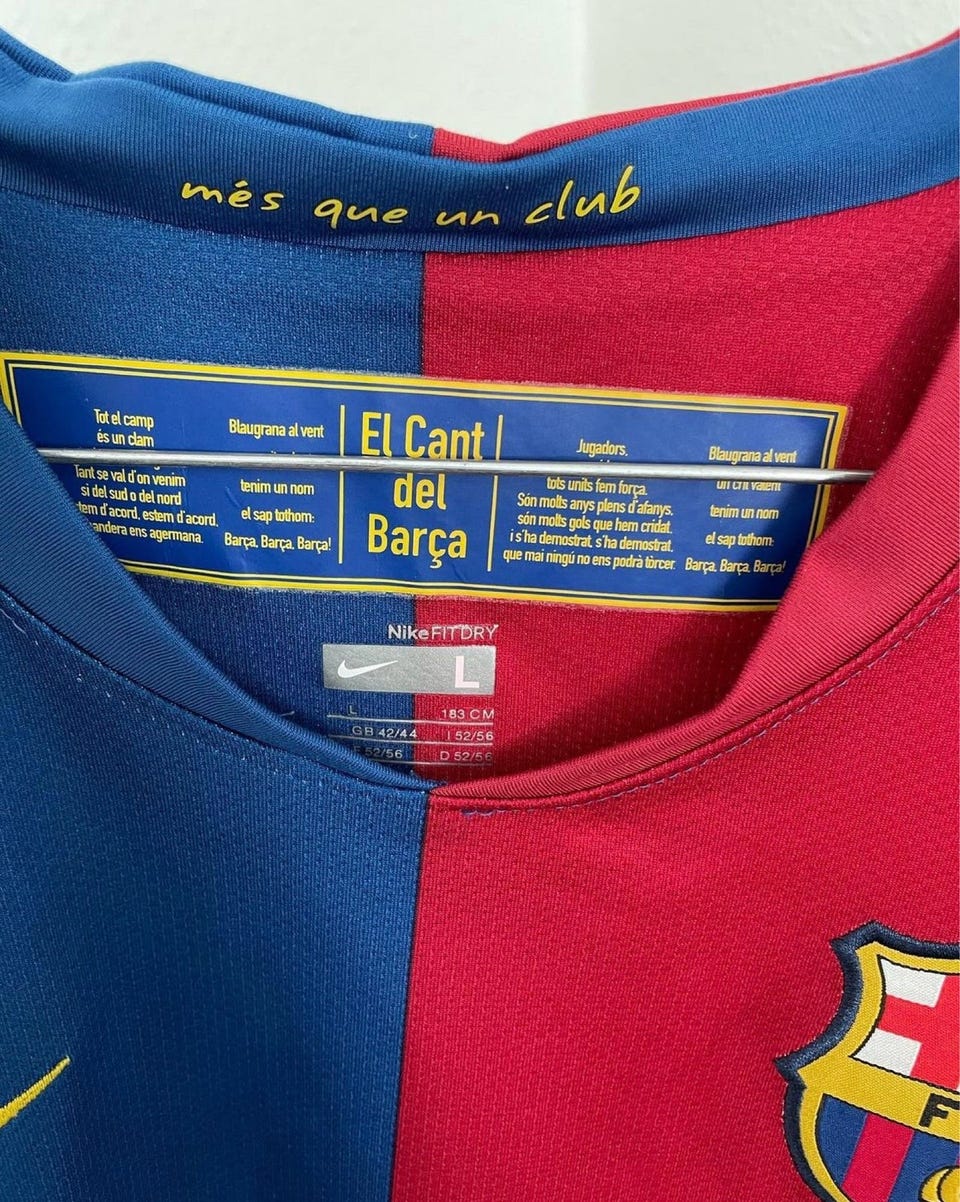 més que un club
Tot el camp
és un clam
Tant se val d'on venim
si del sud o del nord
d'acord, estem d'acord,
ens agermana.
Blaugrana al vent
tenim un nom
el sap tothom:
Barça, Barça, Barça!
El Cant
del
Barça
Jugadors,
tots units fem força.
Són molts anys plens d'afanys,
són molts gols que hem cridat,
i s'ha demostrat, s'ha demostrat,
que mai ningú no ens podrà tòrcer.
Blaugrana al vent
un crit valent
tenim un nom
el sap tothom:
Barça, Barça, Barça!
NikeFITDRY
L
L 183 CM
GB 42/44 I 52/56
F 52/56 D 52/56
F